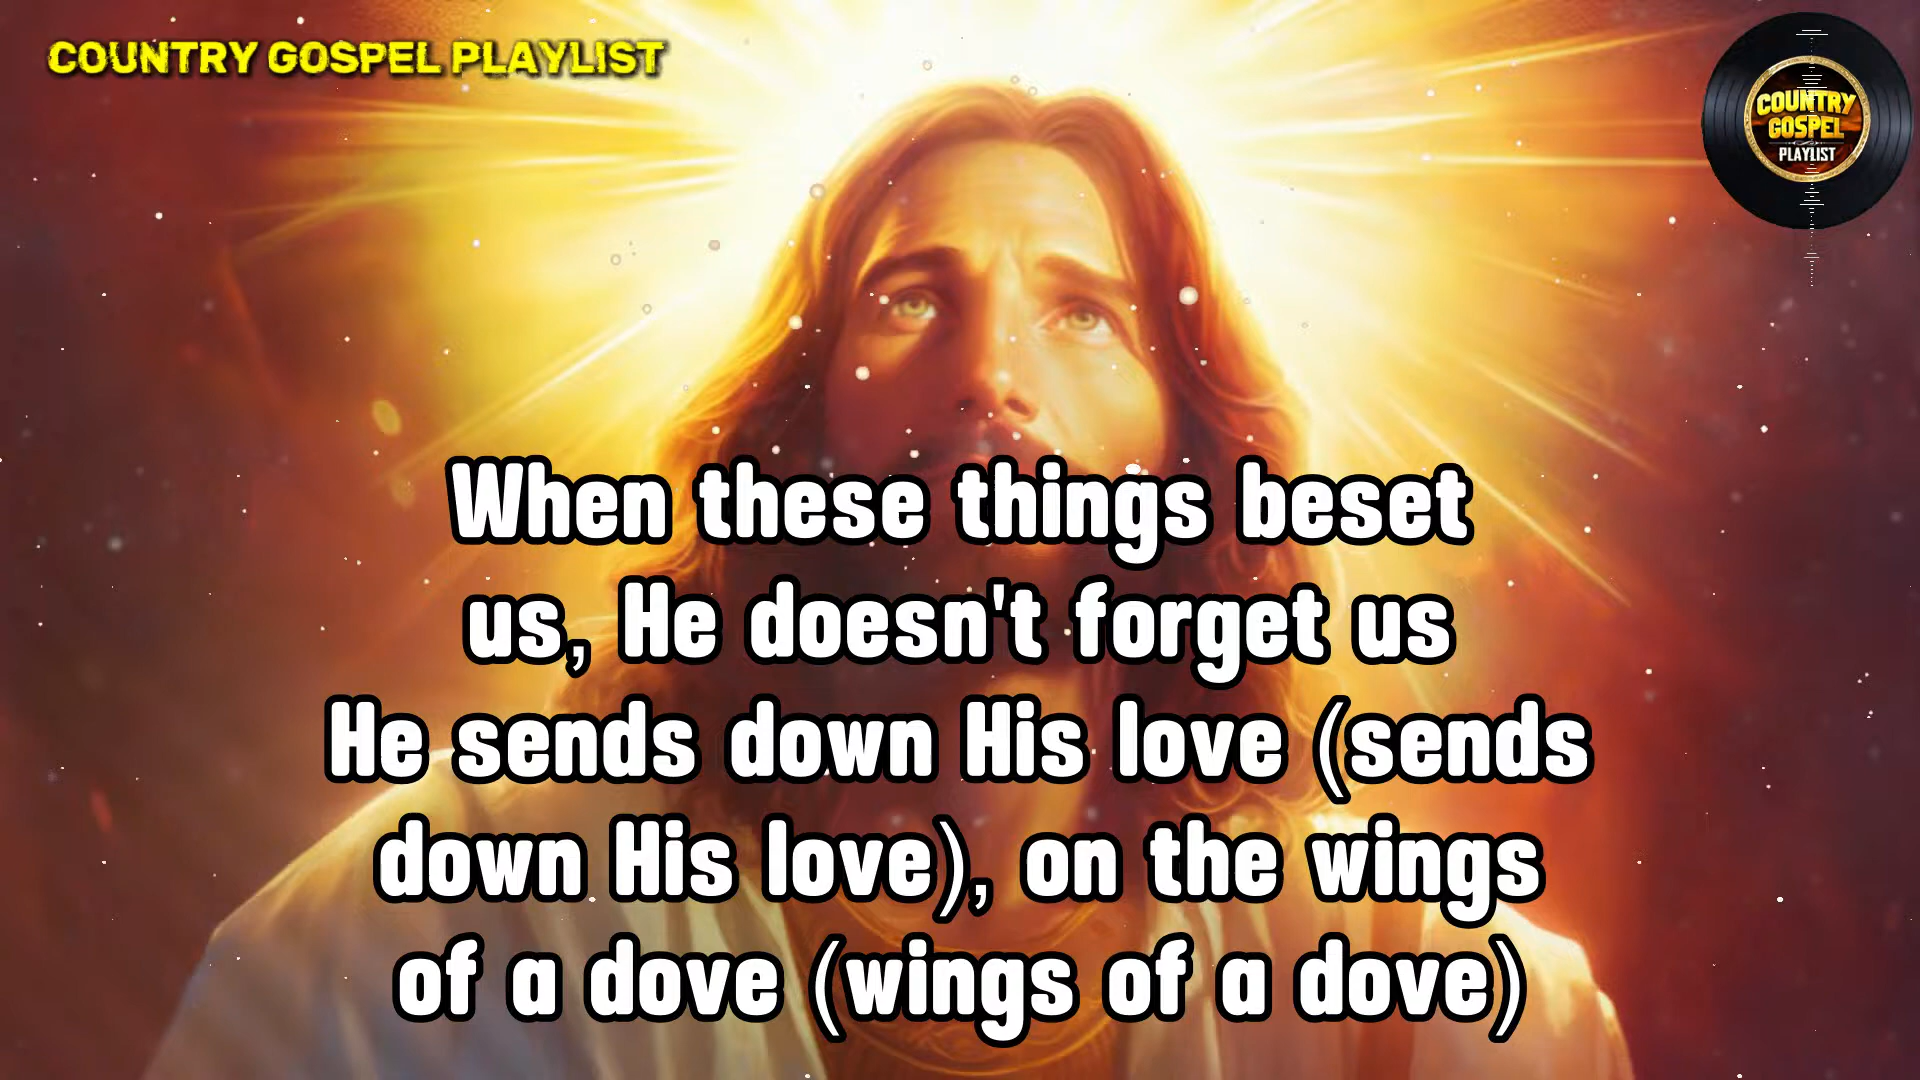 COUNTRY GOSPEL PLAYLIST
COUNTRY
GOSPEL
PLAYLIST
When these things beset
us, He doesn't forget us
He sends down His love (sends
down His love), on the wings
of a dove (wings of a dove)